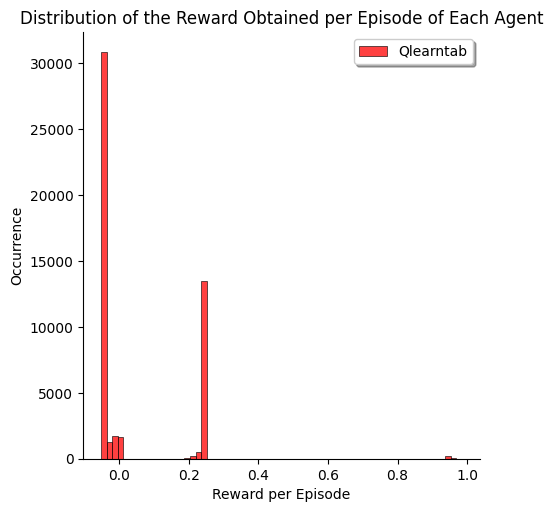 Distribution of the Reward Obtained per Episode of Each Agent
Qlearntab
30000
25000
20000
15000
10000
5000
0
Occurrence
0.0 0.2 0.4 0.6 0.8 1.0
Reward per Episode